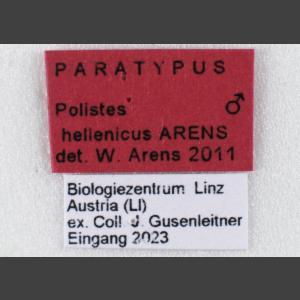 PARATYPUS
Polistes ♂
hellenicus ARENS
det. W. Arens 2011
Biologiezentrum Linz
Austria (LI)
ex. Coll J. Gusenleitner
Eingang 2023